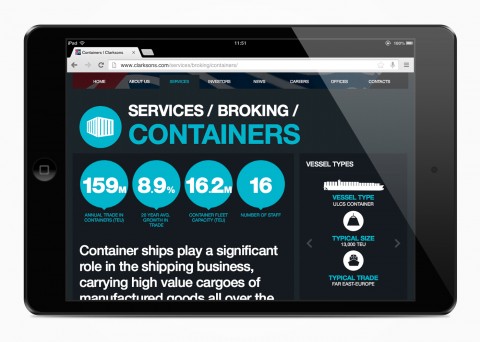 iPad
11:51
100%
Containers | Clarksons
www.clarksons.com/services/broking/containers/
HOME
ABOUT US
SERVICES
INVESTORS
NEWS
CAREERS
OFFICES
CONTACTS
SERVICES / BROKING /
CONTAINERS
159M
8.9%
16.2M
16
ANNUAL TRADE IN
CONTAINERS (TEU)
20 YEAR AVG.
GROWTH IN
TRADE
CONTAINER FLEET
CAPACITY (TEU)
NUMBER OF STAFF
Container ships play a significant
role in the shipping business,
carrying high value cargoes of
manufactured goods all over the
VESSEL TYPES
VESSEL TYPE
ULCS CONTAINER
TYPICAL SIZE
13,000 TEU
TYPICAL TRADE
FAR EAST-EUROPE